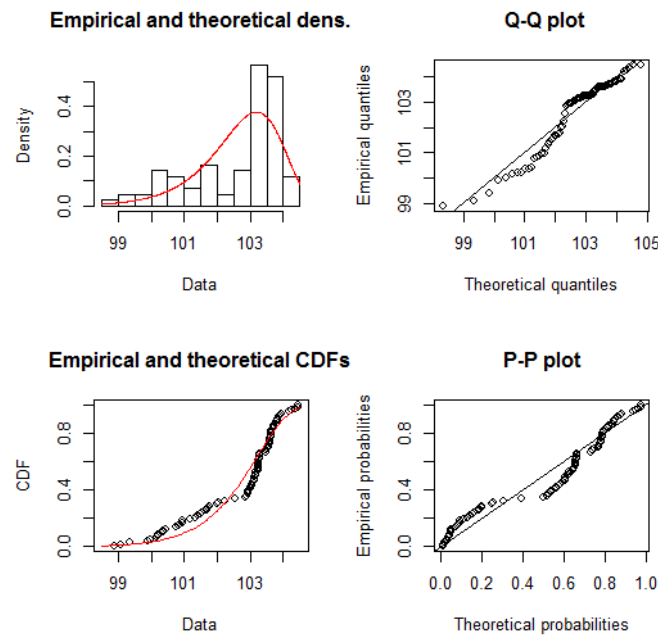 Empirical and theoretical dens.
Density
0.0 0.2 0.4
99 101 103
Data
Q-Q plot
Empirical quantiles
99 101 103
99 101 103 105
Theoretical quantiles
Empirical and theoretical CDFs
CDF
0.0 0.4 0.8
99 101 103
Data
P-P plot
Empirical probabilities
0.0 0.4 0.8
0.0 0.2 0.4 0.6 0.8 1.0
Theoretical probabilities